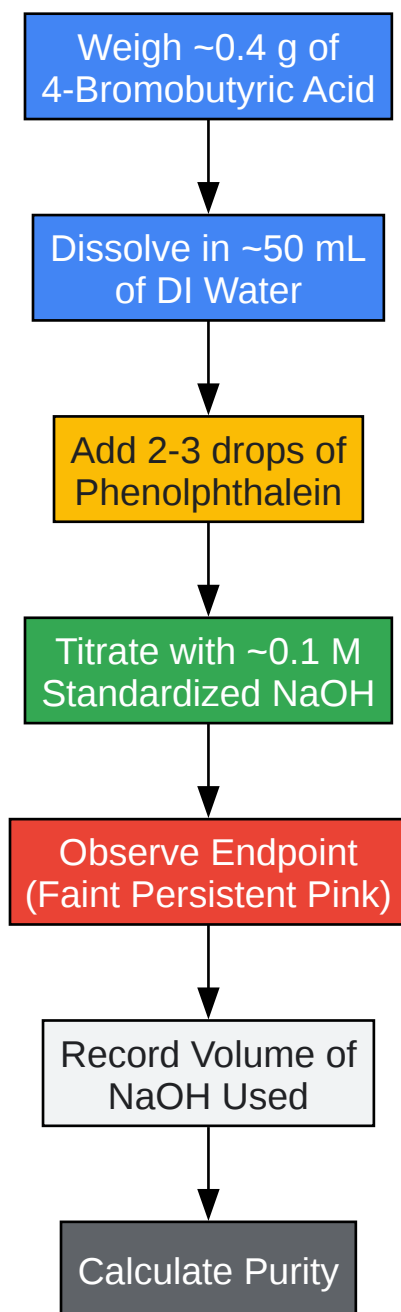 Weigh ~0.4 g of
4-Bromobutyric Acid
Dissolve in ~50 mL
of DI Water
Add 2-3 drops of
Phenolphthalein
Titrate with ~0.1 M
Standardized NaOH
Observe Endpoint
(Faint Persistent Pink)
Record Volume of
NaOH Used
Calculate Purity